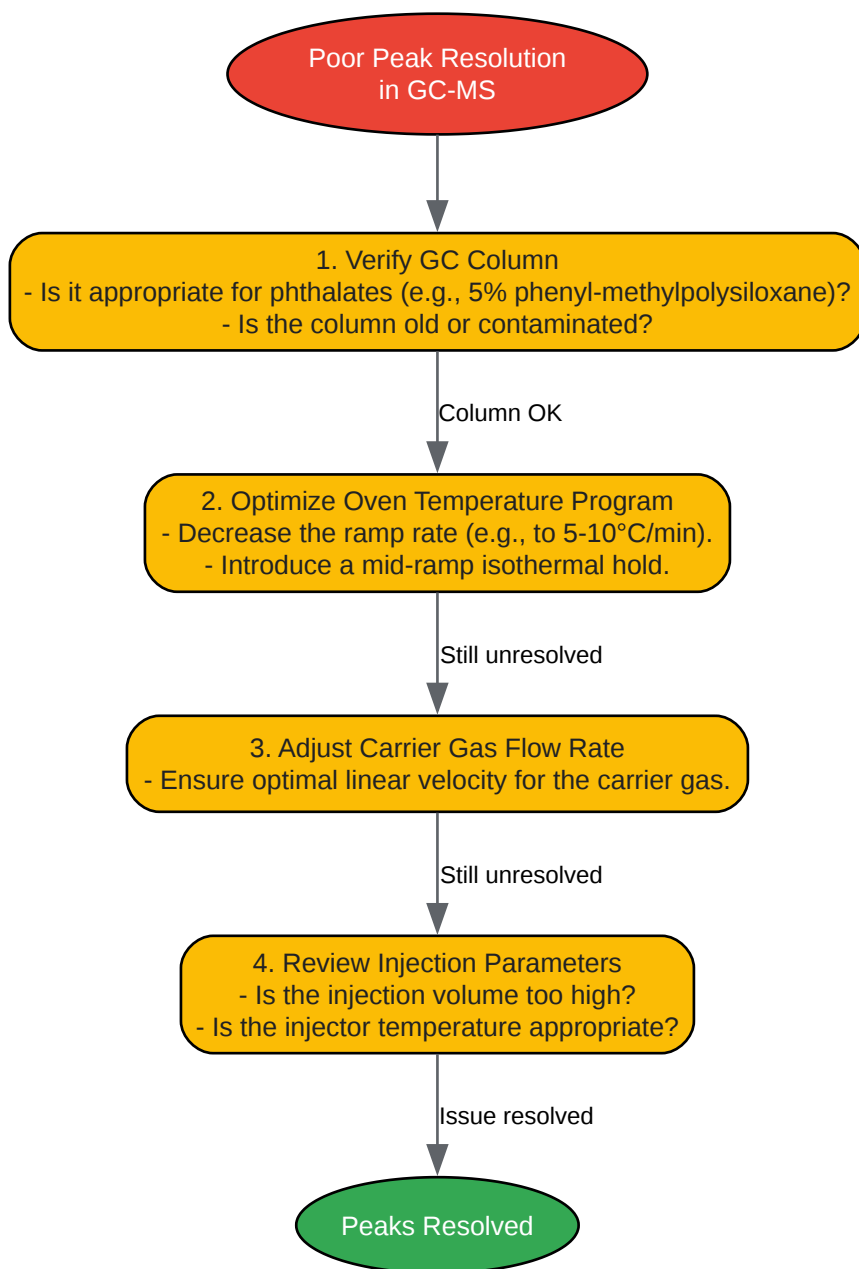 Poor Peak Resolution
in GC-MS
1. Verify GC Column
- Is it appropriate for phthalates (e.g., 5% phenyl-methylpolysiloxane)?
- Is the column old or contaminated?
Column OK
2. Optimize Oven Temperature Program
- Decrease the ramp rate (e.g., to 5-10°C/min).
- Introduce a mid-ramp isothermal hold.
Still unresolved
3. Adjust Carrier Gas Flow Rate
- Ensure optimal linear velocity for the carrier gas.
Still unresolved
4. Review Injection Parameters
- Is the injection volume too high?
- Is the injector temperature appropriate?
Issue resolved
Peaks Resolved